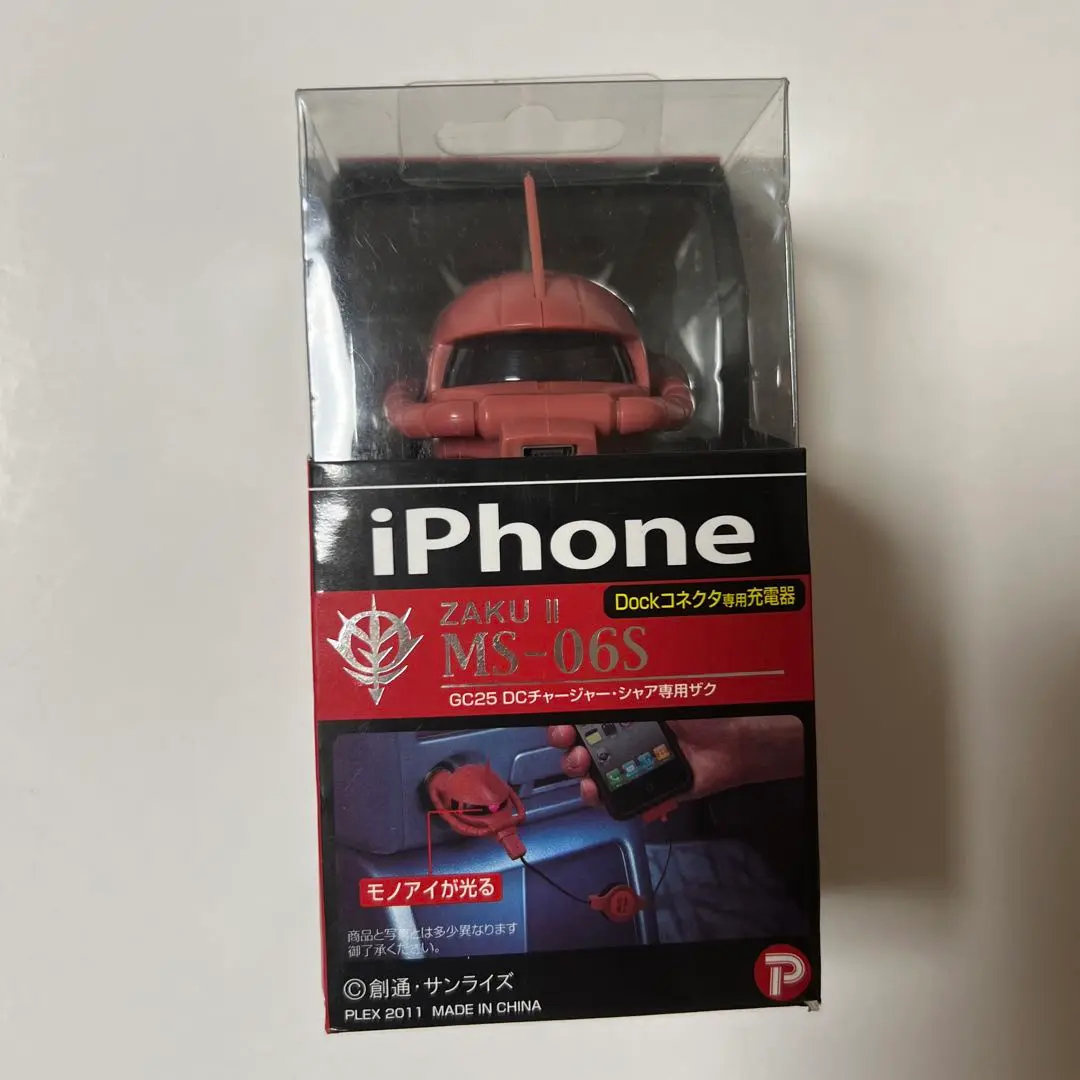 iPhone
Dockコネクタ専用充電器
ZAKU II
MS-06S
GC25 DCチャージャー・シャア専用ザク
モノアイが光る
商品と写真とは多少異なります
御了承ください。
©創通・サンライズ
PLEX 2011 MADE IN CHINA
P